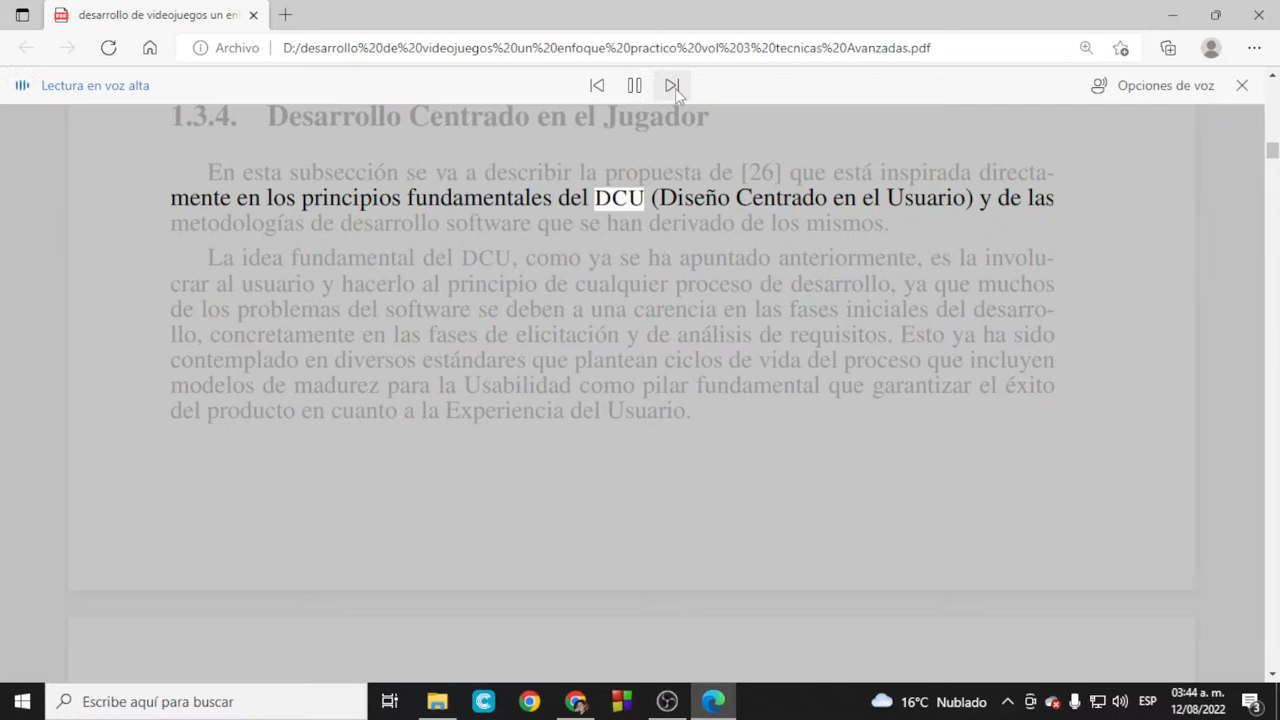 desarrollo de videojuegos un en
Archivo
D:/desarrollo%20de%20videojuegos%20un%20enfoque%20practico%20vol%203%20tecnicas%20Avanzadas.pdf
Lectura en voz alta
Opciones de voz
1.3.4. Desarrollo Centrado en el Jugador
En esta subsección se va a describir la propuesta de [26] que está inspirada directa-
mente en los principios fundamentales del DCU (Diseño Centrado en el Usuario) y de las
metodologías de desarrollo software que se han derivado de los mismos.
La idea fundamental del DCU, como ya se ha apuntado anteriormente, es la involu-
crar al usuario y hacerlo al principio de cualquier proceso de desarrollo, ya que muchos
de los problemas del software se deben a una carencia en las fases iniciales del desarro-
llo, concretamente en las fases de elicitación y de análisis de requisitos. Esto ya ha sido
contemplado en diversos estándares que plantean ciclos de vida del proceso que incluyen
modelos de madurez para la Usabilidad como pilar fundamental que garantizar el éxito
del producto en cuanto a la Experiencia del Usuario.
Escribe aquí para buscar
16°C Nublado
ESP
03:44 a. m.
12/08/2022
3